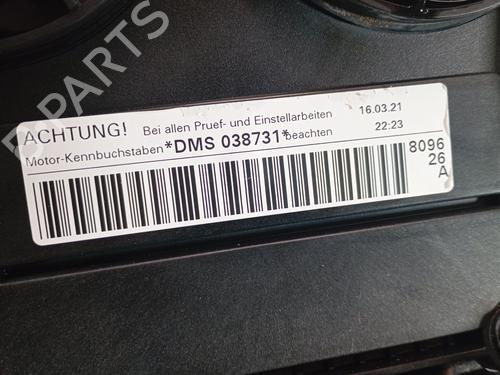 B-PARTS
ACHTUNG! Bei allen Pruef- und Einstellarbeiten 16.03.21
Motor-Kennbuchstaben *DMS 038731* beachten 22:23
8096
26
A